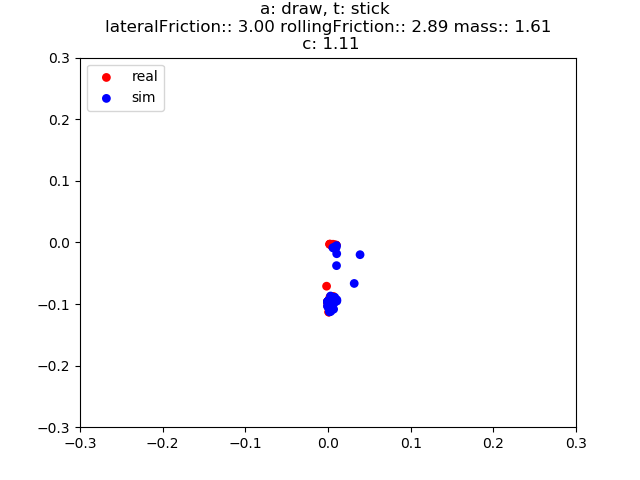 a: draw, t: stick
lateralFriction:: 3.00 rollingFriction:: 2.89 mass:: 1.61
c: 1.11
real
sim
0.3
0.2
0.1
0.0
−0.1
−0.2
−0.3
−0.3
−0.2
−0.1
0.0
0.1
0.2
0.3